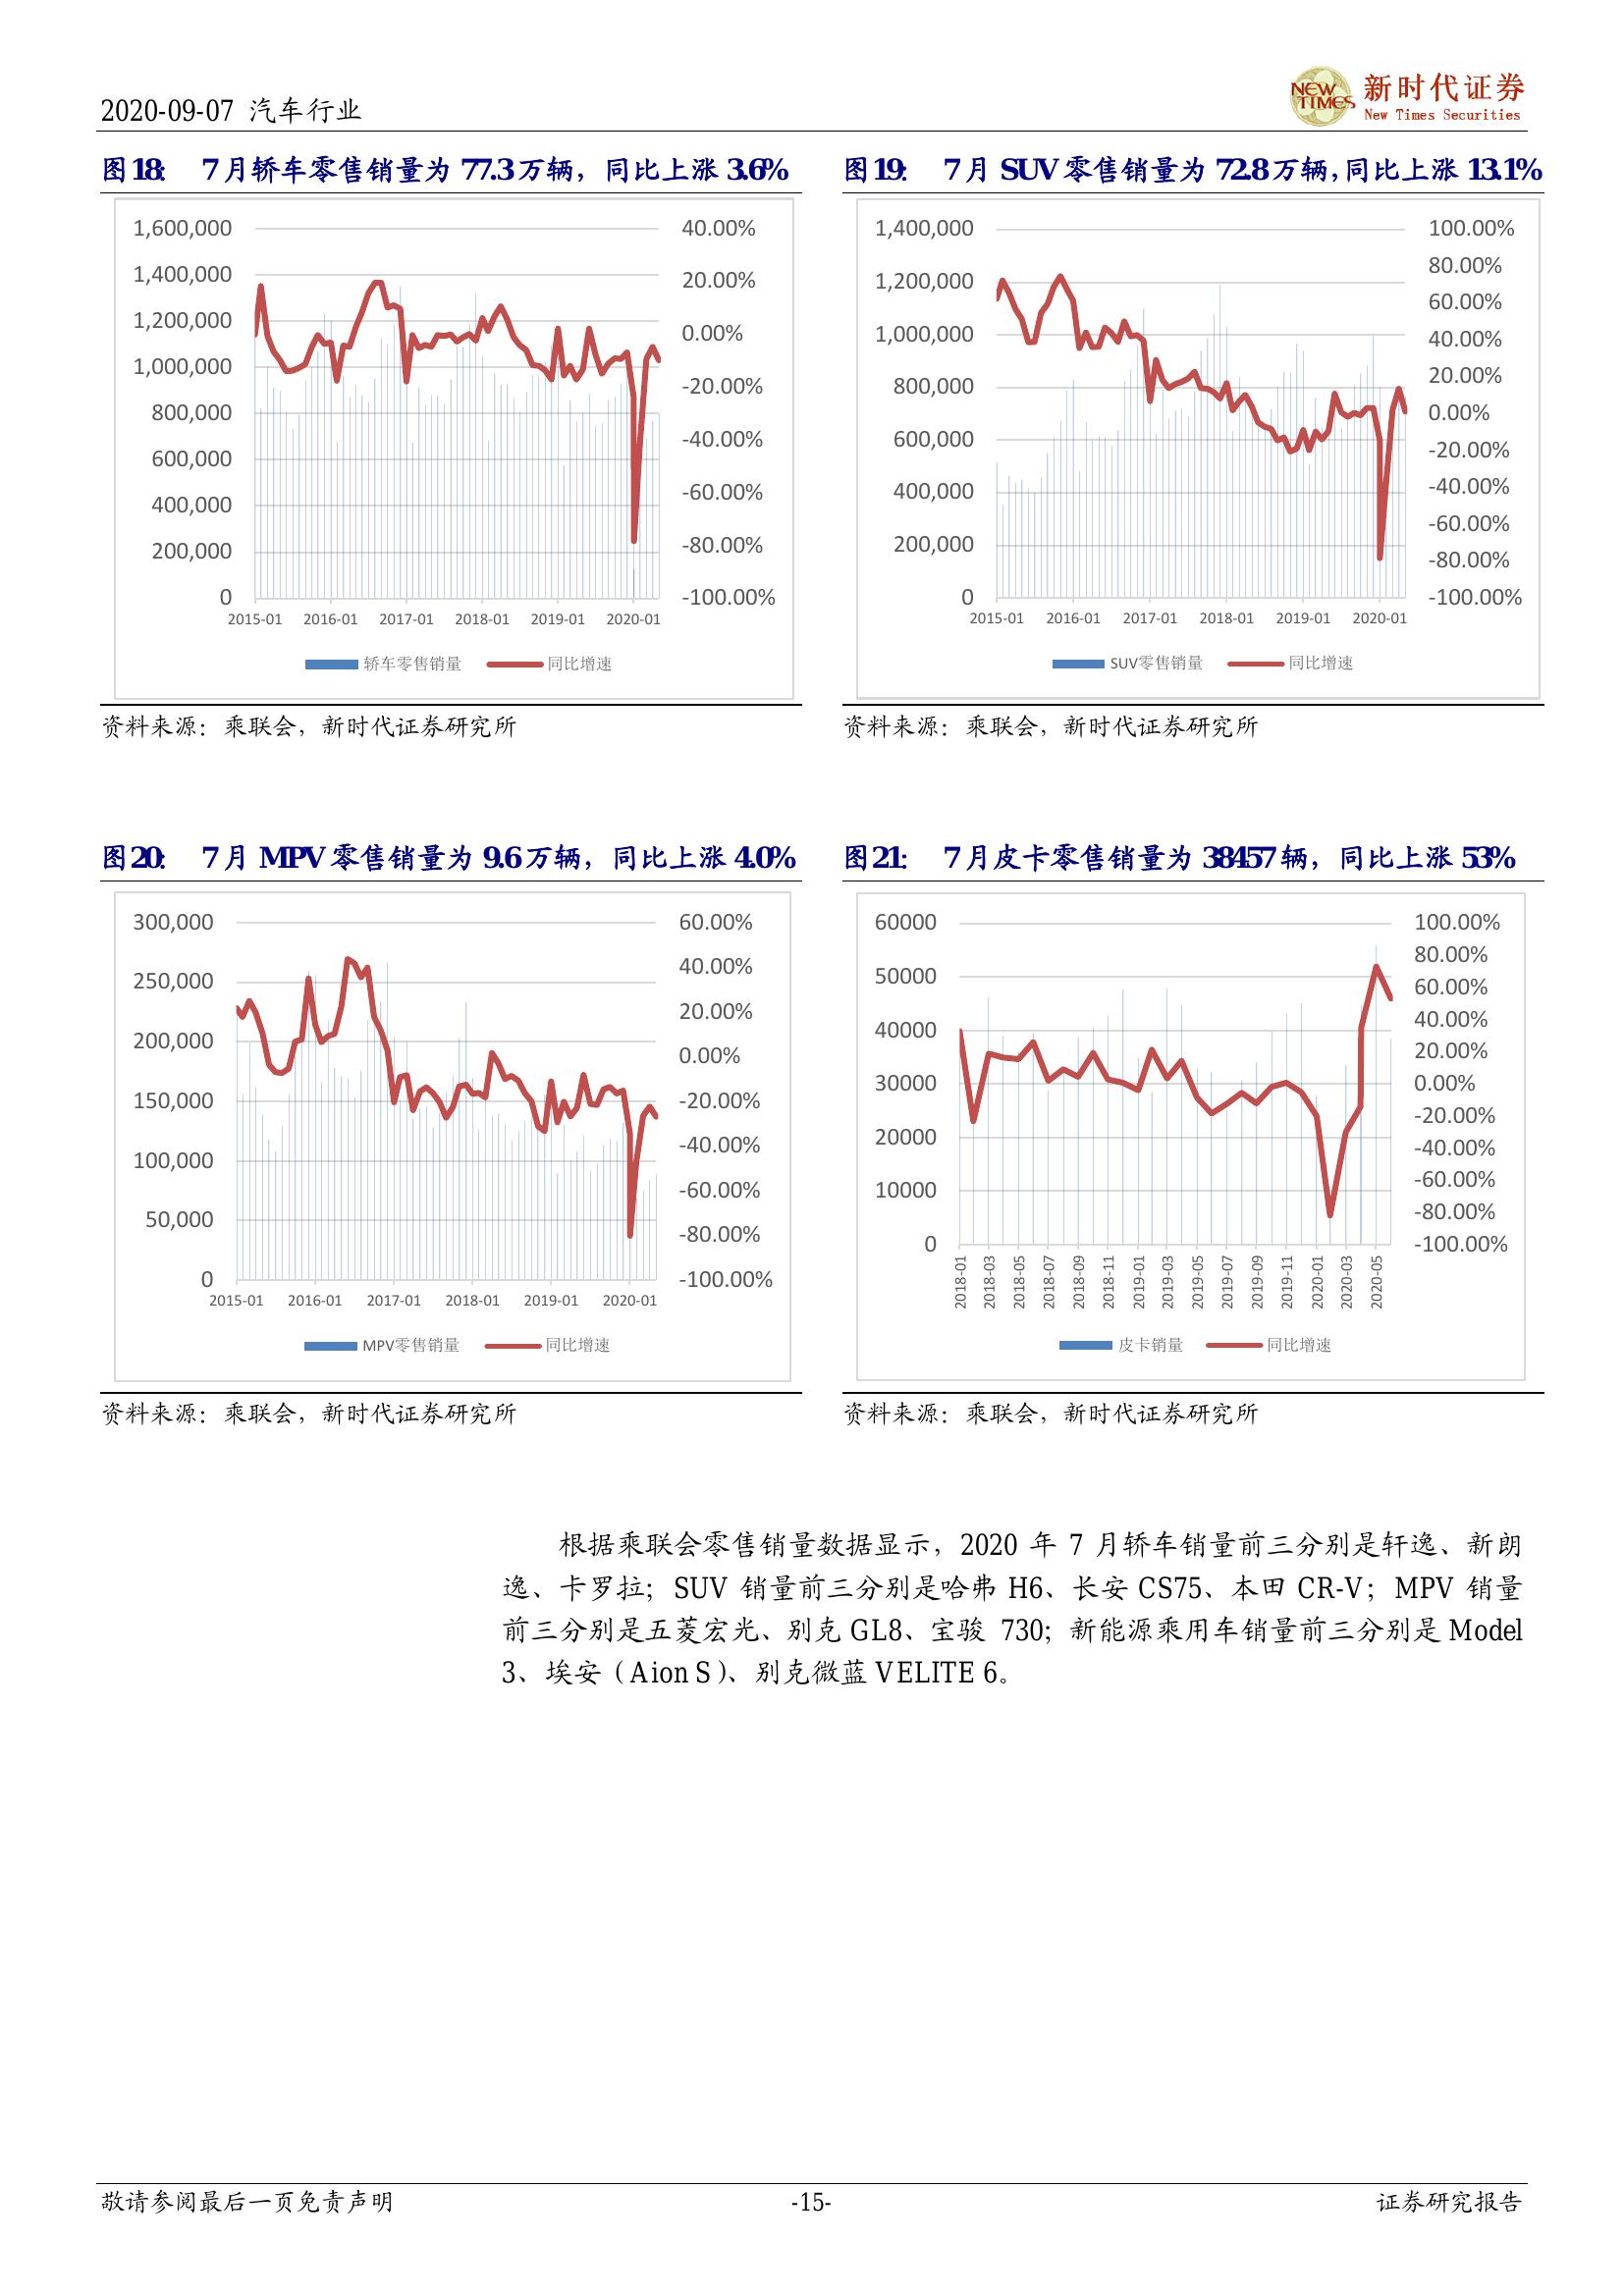 2020-09-07 汽车行业
NEW TIMES
新时代证券
New Times Securities
图18: 7月轿车零售销量为77.3万辆，同比上涨3.6%
1,600,000
1,400,000
1,200,000
1,000,000
800,000
600,000
400,000
200,000
0
40.00%
20.00%
0.00%
-20.00%
-40.00%
-60.00%
-80.00%
-100.00%
2015-01 2016-01 2017-01 2018-01 2019-01 2020-01
轿车零售销量 同比增速
资料来源：乘联会，新时代证券研究所
图19: 7月SUV零售销量为72.8万辆,同比上涨13.1%
1,400,000
1,200,000
1,000,000
800,000
600,000
400,000
200,000
0
100.00%
80.00%
60.00%
40.00%
20.00%
0.00%
-20.00%
-40.00%
-60.00%
-80.00%
-100.00%
2015-01 2016-01 2017-01 2018-01 2019-01 2020-01
SUV零售销量 同比增速
资料来源：乘联会，新时代证券研究所
图20: 7月MPV零售销量为9.6万辆，同比上涨4.0%
300,000
250,000
200,000
150,000
100,000
50,000
0
60.00%
40.00%
20.00%
0.00%
-20.00%
-40.00%
-60.00%
-80.00%
-100.00%
2015-01 2016-01 2017-01 2018-01 2019-01 2020-01
MPV零售销量 同比增速
资料来源：乘联会，新时代证券研究所
图21: 7月皮卡零售销量为38457辆，同比上涨53%
60000
50000
40000
30000
20000
10000
0
100.00%
80.00%
60.00%
40.00%
20.00%
0.00%
-20.00%
-40.00%
-60.00%
-80.00%
-100.00%
2018-01 2018-03 2018-05 2018-07 2018-09 2018-11 2019-01 2019-03 2019-05 2019-07 2019-09 2019-11 2020-01 2020-03 2020-05
皮卡销量 同比增速
资料来源：乘联会，新时代证券研究所
根据乘联会零售销量数据显示，2020 年 7 月轿车销量前三分别是轩逸、新朗
逸、卡罗拉；SUV 销量前三分别是哈弗 H6、长安 CS75、本田 CR-V；MPV 销量
前三分别是五菱宏光、别克 GL8、宝骏 730；新能源乘用车销量前三分别是 Model
3、埃安（Aion S）、别克微蓝 VELITE 6。
敬请参阅最后一页免责声明
-15-
证券研究报告